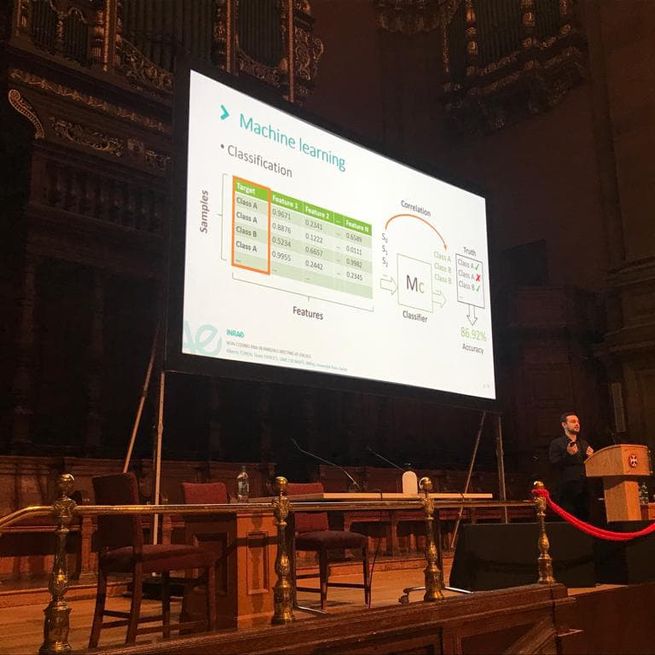 Machine learning
• Classification
Samples
Target Feature 1 Feature 2 ... Feature N
Class A 0.9671 0.2341 ... 0.6589
Class A 0.8876 0.1222 ... 0.0111
Class B 0.5234 0.6657 ... 0.9982
Class A 0.9955 0.2442 ... 0.2345
...
Features
Correlation
S₀
S₁
S₂
...
Mc
Classifier
Class A
Class B
Class B
...
Truth
Class A ✓
Class A ✗
Class B ✓
86.92%
Accuracy
INRAE